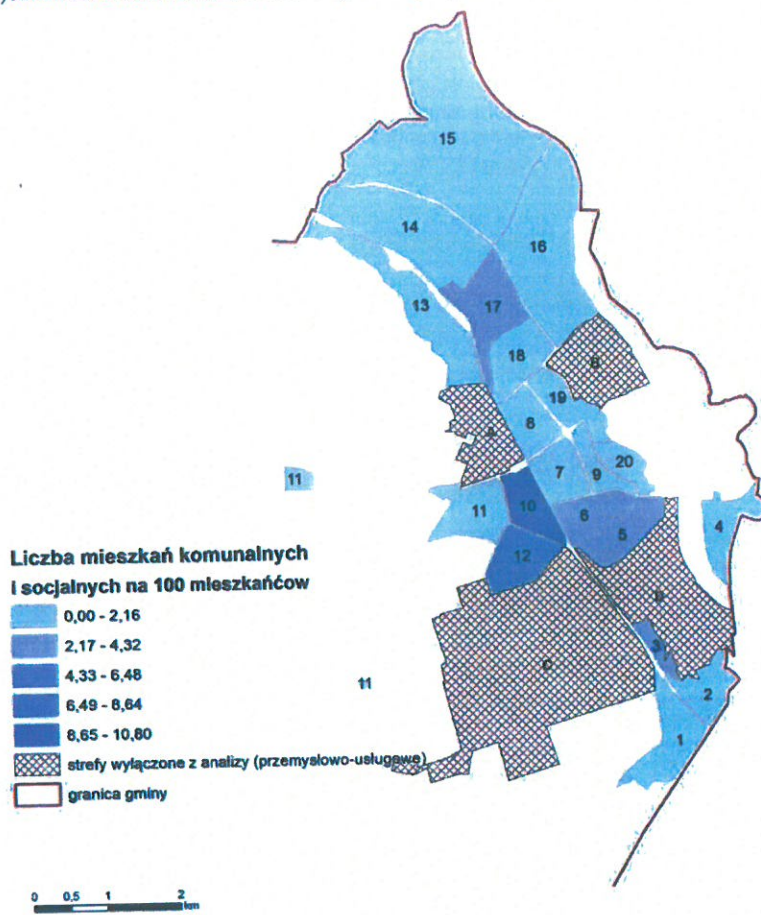 15
14
16
13
17
18
B
19
8
A
7
9
20
11
11
10
6
5
4
12
D
3
C
2
1
11
Liczba mieszkań komunalnych
i socjalnych na 100 mieszkańców
0,00 - 2,16
2,17 - 4,32
4,33 - 6,48
6,49 - 8,64
8,65 - 10,80
strefy wyłączone z analizy (przemysłowo-usługowe)
granica gminy
0 0,5 1 2
km